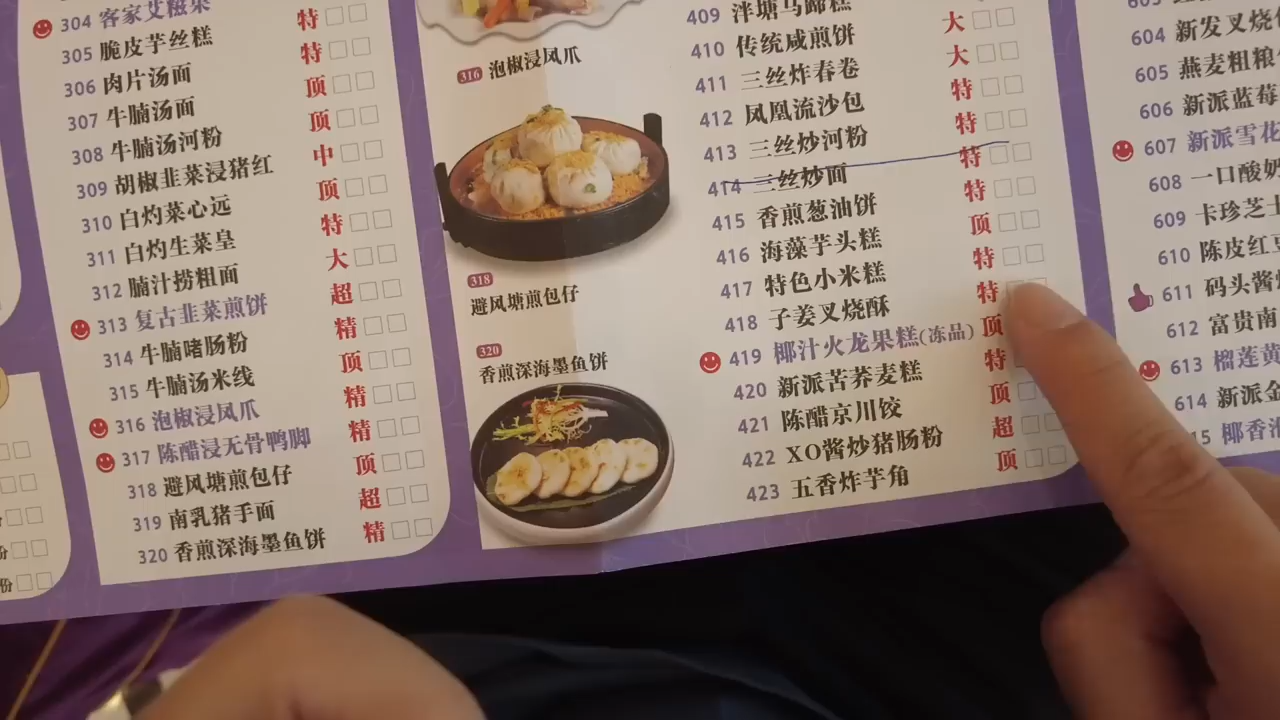 304 客家艾糍
305 脆皮芋丝糕 特 □□
306 肉片汤面 特 □□
307 牛腩汤面 顶 □□
308 牛腩汤河粉 顶 □□
309 胡椒韭菜浸猪红 中 □□
310 白灼菜心远 顶 □□
311 白灼生菜皇 特 □□
312 腩汁捞粗面 大 □□
313 复古韭菜煎饼 超 □□
314 牛腩啫肠粉 精 □□
315 牛腩汤米线 顶 □□
316 泡椒浸凤爪 精 □□
317 陈醋浸无骨鸭脚 精 □□
318 避风塘煎包仔 顶 □□
319 南乳猪手面 超 □□
320 香煎深海墨鱼饼 精 □□
316 泡椒浸凤爪
318
避风塘煎包仔
320
香煎深海墨鱼饼
409 泮塘马蹄糕
410 传统咸煎饼 大 □□
411 三丝炸春卷 大 □□
412 凤凰流沙包 特 □□
413 三丝炒河粉 特 □□
414 三丝炒面 特 □□
415 香煎葱油饼 特 □□
416 海藻芋头糕 顶 □□
417 特色小米糕 特 □□
418 子姜叉烧酥 特
419 椰汁火龙果糕(冻品) 顶
420 新派苦荞麦糕 特
421 陈醋京川饺 顶
422 XO酱炒猪肠粉 超
423 五香炸芋角 顶
604 新发叉烧
605 燕麦粗粮
606 新派蓝莓
607 新派雪花
608 一口酸奶
609 卡珍芝士
610 陈皮红豆
611 码头酱
612 富贵南
613 榴莲黄
614 新派金
椰香
份
份